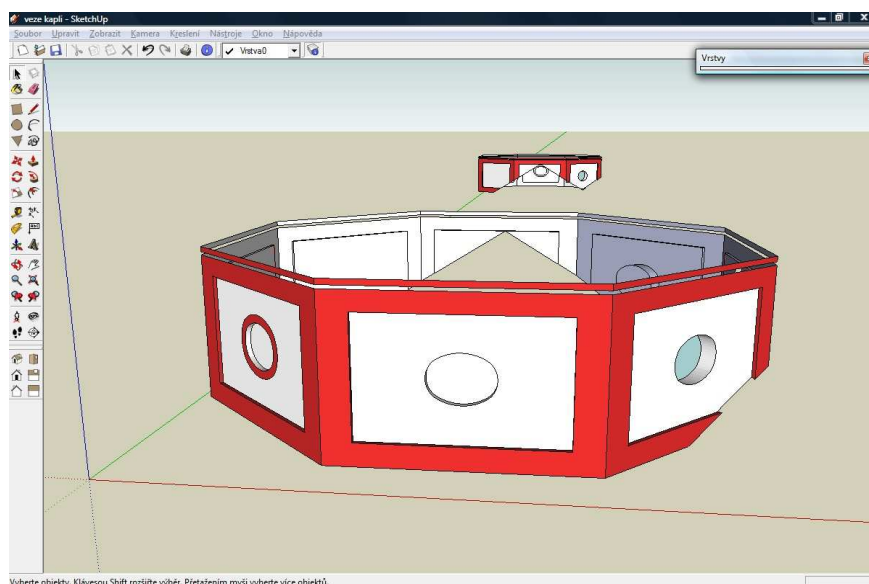 veze kapli - SketchUp
Soubor Upravit Zobrazit Kamera Kreslení Nástroje Okno Nápověda
Vrstva0
Vrstvy
Vyberte objekty. Klávesou Shift rozšiřte výběr. Přetažením myši vyberte více objektů.